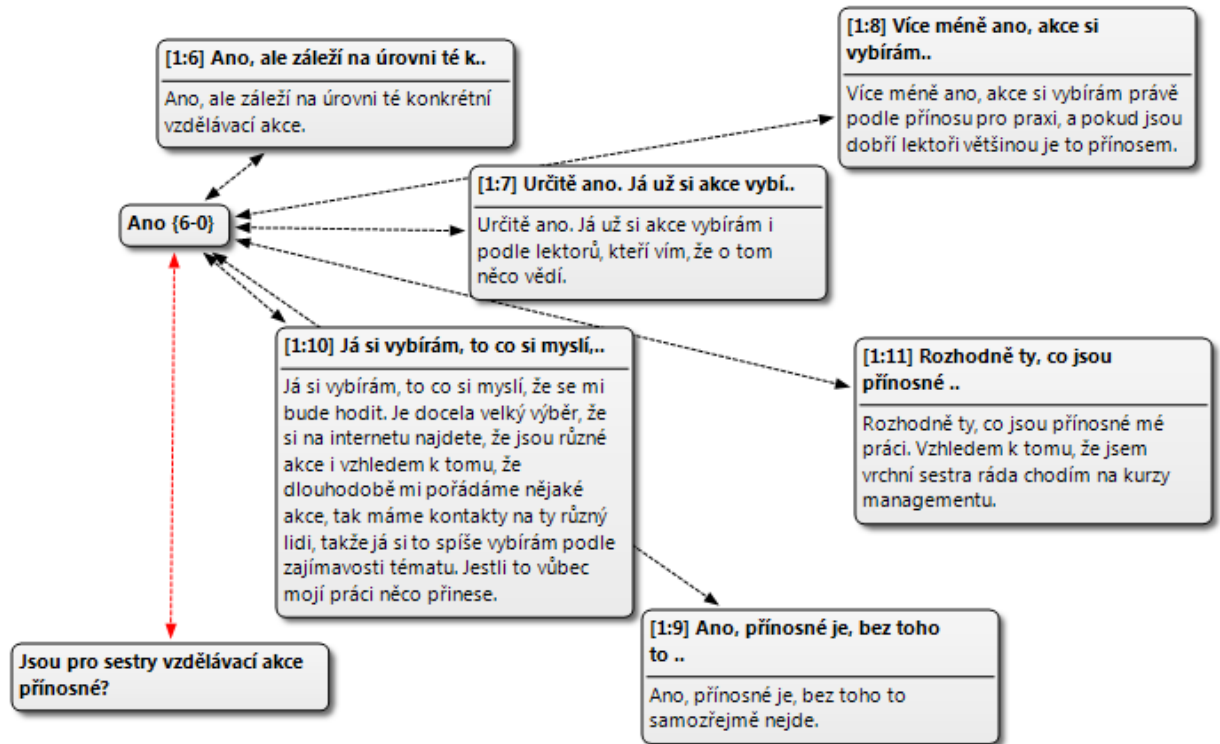 [1:6] Ano, ale záleží na úrovni té k..
Ano, ale záleží na úrovni té konkrétní
vzdělávací akce.
[1:8] Více méně ano, akce si
vybírám..
Více méně ano, akce si vybírám právě
podle přínosu pro praxi, a pokud jsou
dobří lektoři většinou je to přínosem.
[1:7] Určitě ano. Já už si akce vybí..
Určitě ano. Já už si akce vybírám i
podle lektorů, kteří vím, že o tom
něco vědí.
Ano {6-0}
[1:10] Já si vybírám, to co si myslí,..
Já si vybírám, to co si myslí, že se mi
bude hodit. Je docela velký výběr, že
si na internetu najdete, že jsou různé
akce i vzhledem k tomu, že
dlouhodobě mi pořádáme nějaké
akce, tak máme kontakty na ty různý
lidi, takže já si to spíše vybírám podle
zajímavosti tématu. Jestli to vůbec
mojí práci něco přinese.
[1:11] Rozhodně ty, co jsou
přínosné ..
Rozhodně ty, co jsou přínosné mé
práci. Vzhledem k tomu, že jsem
vrchní sestra ráda chodím na kurzy
managementu.
[1:9] Ano, přínosné je, bez toho
to ..
Ano, přínosné je, bez toho to
samozřejmě nejde.
Jsou pro sestry vzdělávací akce
přínosné?